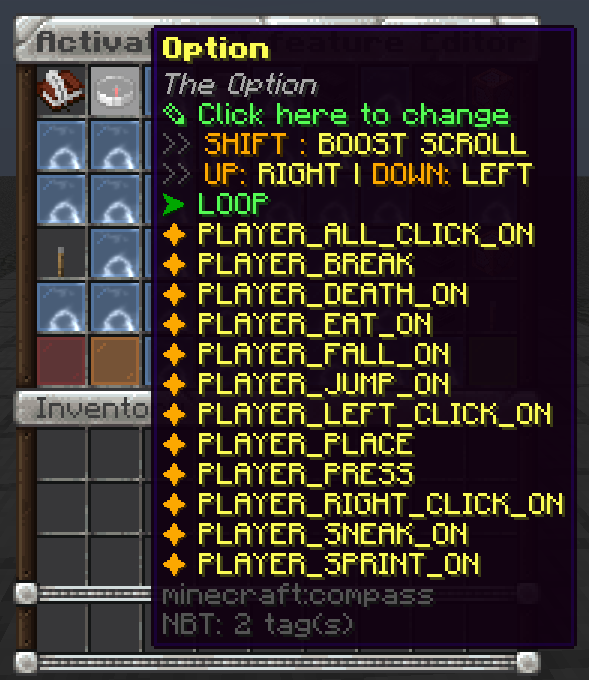 Activat feature Editor
Option
The Option
✎ Click here to change
>> SHIFT : BOOST SCROLL
>> UP: RIGHT | DOWN: LEFT
➤ LOOP
✦ PLAYER_ALL_CLICK_ON
✦ PLAYER_BREAK
✦ PLAYER_DEATH_ON
✦ PLAYER_EAT_ON
✦ PLAYER_FALL_ON
✦ PLAYER_JUMP_ON
✦ PLAYER_LEFT_CLICK_ON
✦ PLAYER_PLACE
✦ PLAYER_PRESS
✦ PLAYER_RIGHT_CLICK_ON
✦ PLAYER_SNEAK_ON
✦ PLAYER_SPRINT_ON
Invento
minecraft:compass
NBT: 2 tag(s)